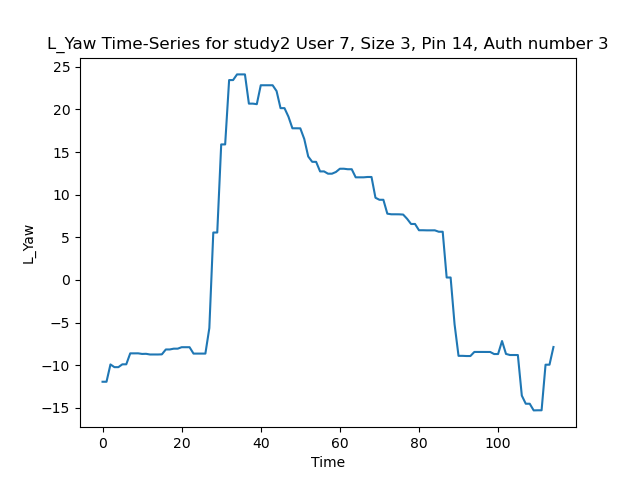 L_Yaw Time-Series for study2 User 7, Size 3, Pin 14, Auth number 3
25
20
15
10
5
0
−5
−10
−15
L_Yaw
0 20 40 60 80 100
Time